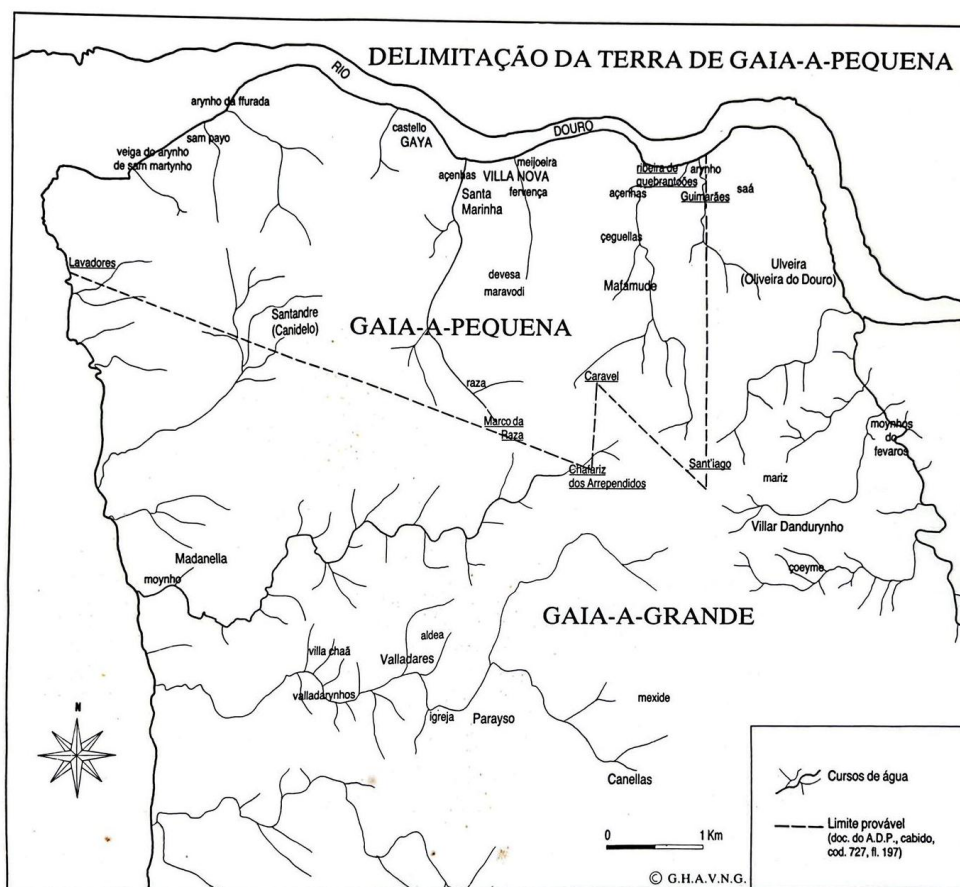 DELIMITAÇÃO DA TERRA DE GAIA-A-PEQUENA
RIO
DOURO
arynho da ffurada
castello
GAYA
sam payo
veiga do arynho
de sam martynho
meijoeira
açenhas
VILLA NOVA
fervença
Santa
Marinha
ribeira de
quebrantoões
arynho
açenhas
Guimarães
saá
çeguellas
Lavadores
devesa
maravodi
Mafamude
Ulveira
(Oliveira do Douro)
Santandre
(Canidelo)
GAIA-A-PEQUENA
raza
Caravel
Marco da
Raza
moynhos
do
fevaros
Chafariz
dos Arrependidos
Sant'iago
mariz
Villar Dandurynho
Madanella
moynho
çoeyme
GAIA-A-GRANDE
aldea
villa chaã
Valladares
valladarynhos
igreja
Parayso
mexide
N
Canellas
Cursos de água
0 1 Km
Limite provável
(doc. do A.D.P., cabido,
cod. 727, fl. 197)
© G.H.A.V.N.G.